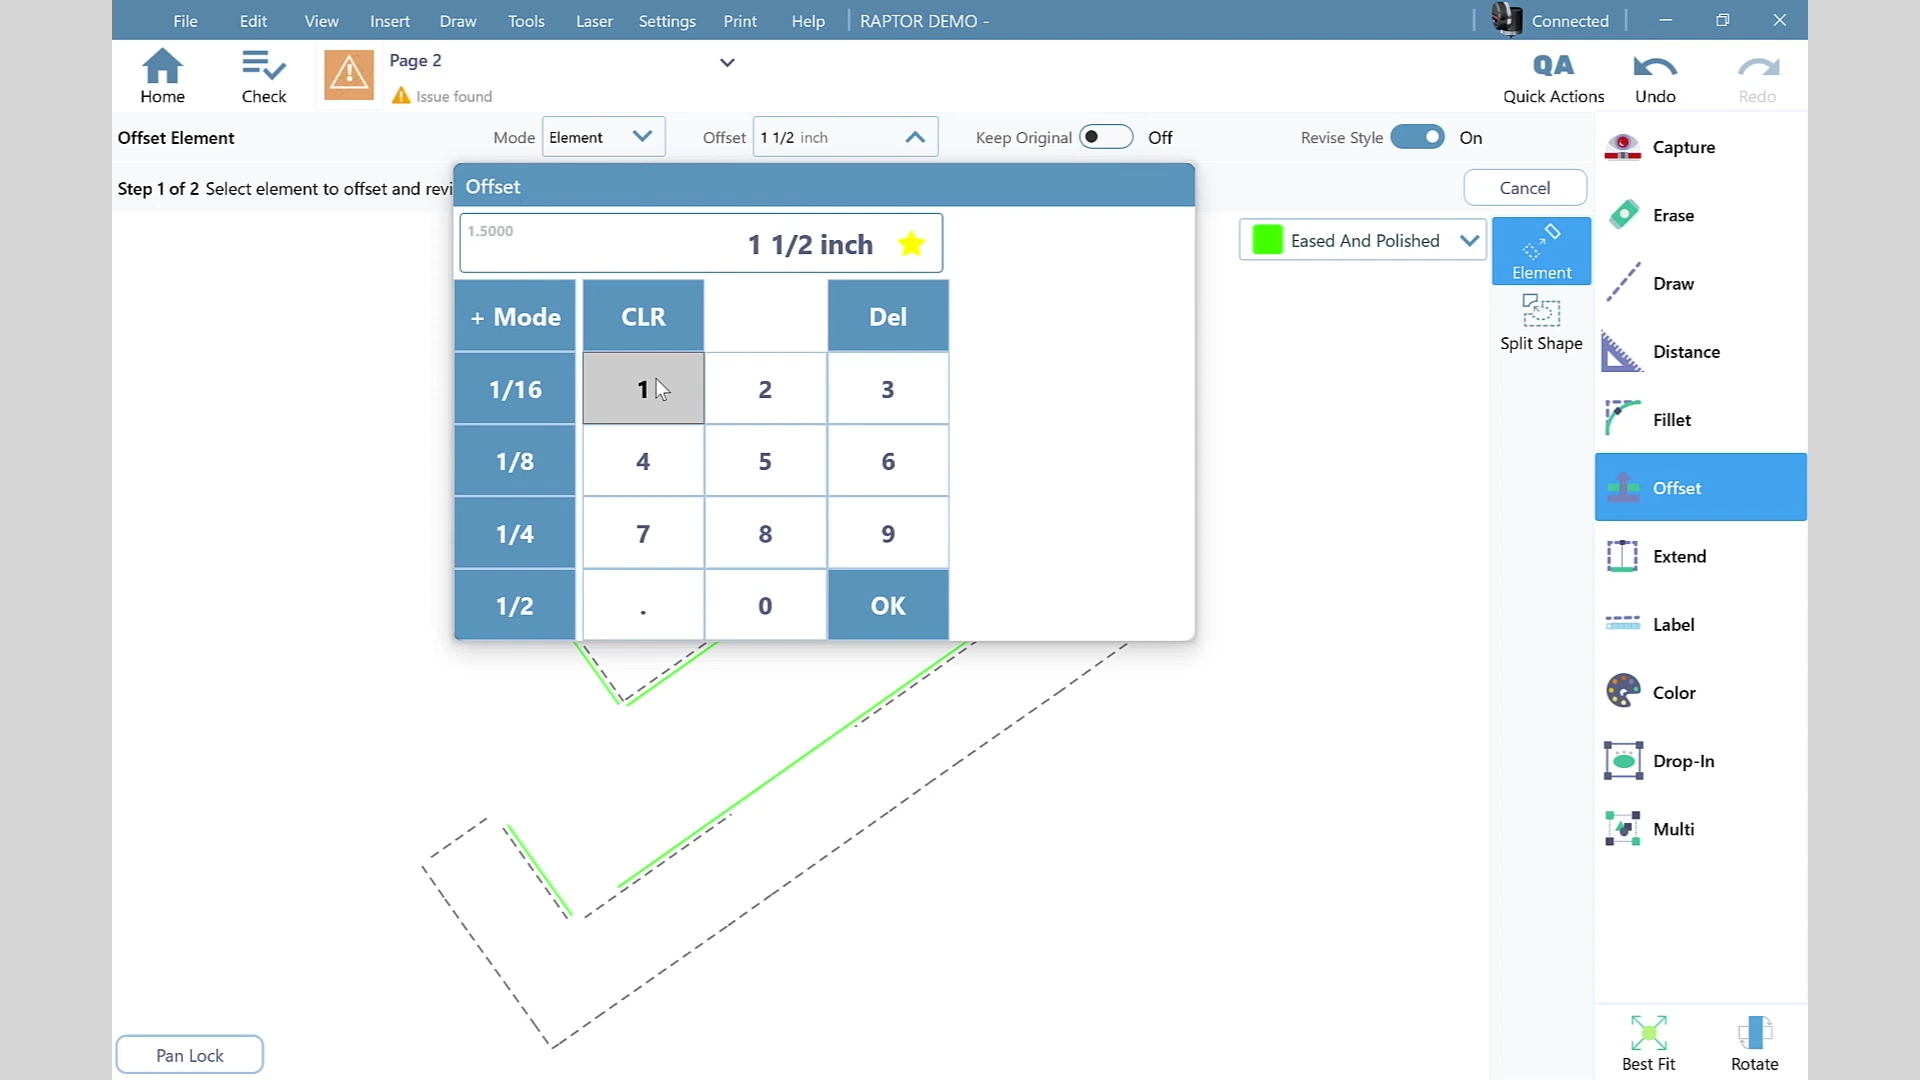 File Edit View Insert Draw Tools Laser Settings Print Help RAPTOR DEMO - Connected
Home
Check
Page 2
Issue found
QA
Quick Actions
Undo
Redo
Offset Element
Mode Element
Offset 1 1/2 inch
Keep Original Off
Revise Style On
Step 1 of 2 Select element to offset and revi
Cancel
Offset
1.5000
1 1/2 inch
+ Mode CLR Del
1/16 1 2 3
1/8 4 5 6
1/4 7 8 9
1/2 . 0 OK
Eased And Polished
Element
Split Shape
Capture
Erase
Draw
Distance
Fillet
Offset
Extend
Label
Color
Drop-In
Multi
Pan Lock
Best Fit
Rotate